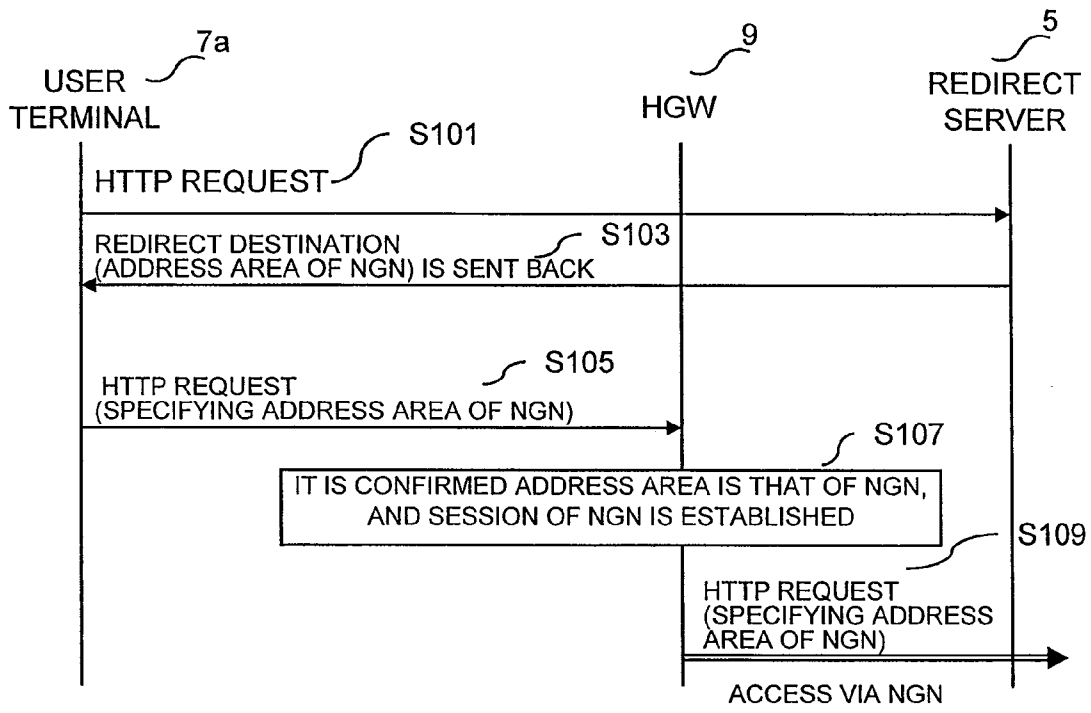 7a
9
5
USER
TERMINAL
HGW
REDIRECT
SERVER
S101
HTTP REQUEST
S103
REDIRECT DESTINATION
(ADDRESS AREA OF NGN) IS SENT BACK
S105
HTTP REQUEST
(SPECIFYING ADDRESS AREA OF NGN)
S107
IT IS CONFIRMED ADDRESS AREA IS THAT OF NGN,
AND SESSION OF NGN IS ESTABLISHED
S109
HTTP REQUEST
(SPECIFYING ADDRESS
AREA OF NGN)
ACCESS VIA NGN